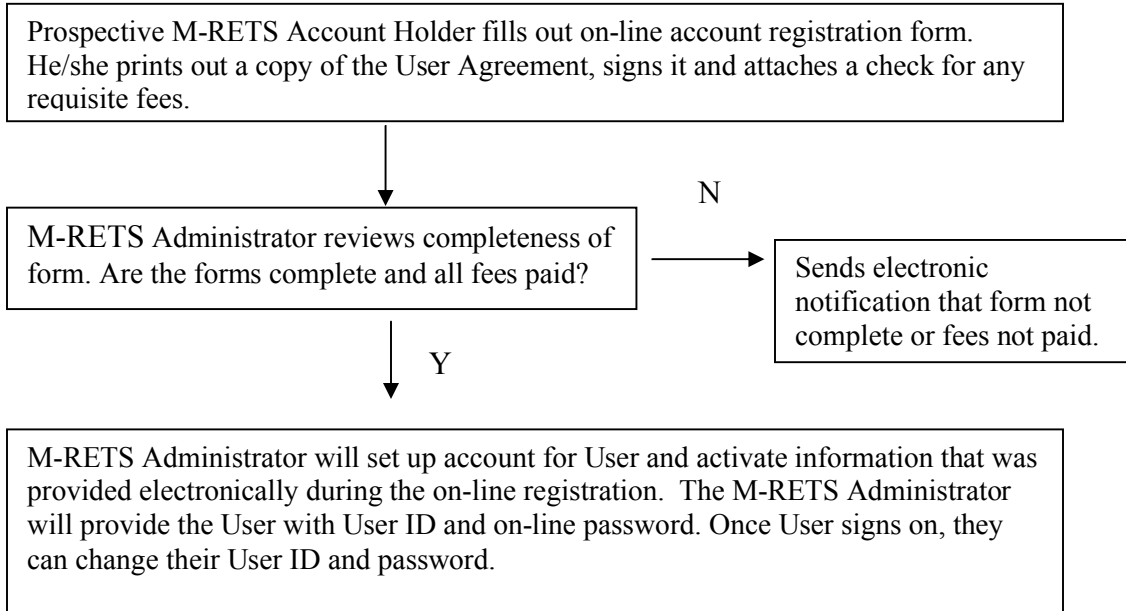 Prospective M-RETS Account Holder fills out on-line account registration form.
He/she prints out a copy of the User Agreement, signs it and attaches a check for any
requisite fees.
N
M-RETS Administrator reviews completeness of
form. Are the forms complete and all fees paid?
Sends electronic
notification that form not
complete or fees not paid.
Y
M-RETS Administrator will set up account for User and activate information that was
provided electronically during the on-line registration.  The M-RETS Administrator
will provide the User with User ID and on-line password. Once User signs on, they
can change their User ID and password.